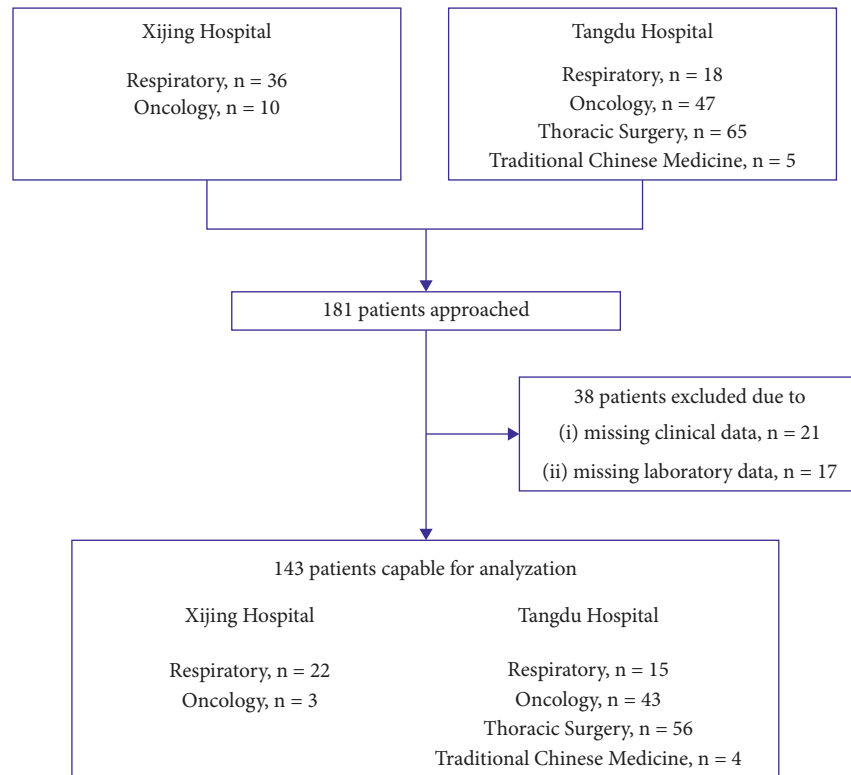 Xijing Hospital
Respiratory, n = 36
Oncology, n = 10
Tangdu Hospital
Respiratory, n = 18
Oncology, n = 47
Thoracic Surgery, n = 65
Traditional Chinese Medicine, n = 5
181 patients approached
38 patients excluded due to
(i) missing clinical data, n = 21
(ii) missing laboratory data, n = 17
143 patients capable for analyzation
Xijing Hospital
Respiratory, n = 22
Oncology, n = 3
Tangdu Hospital
Respiratory, n = 15
Oncology, n = 43
Thoracic Surgery, n = 56
Traditional Chinese Medicine, n = 4